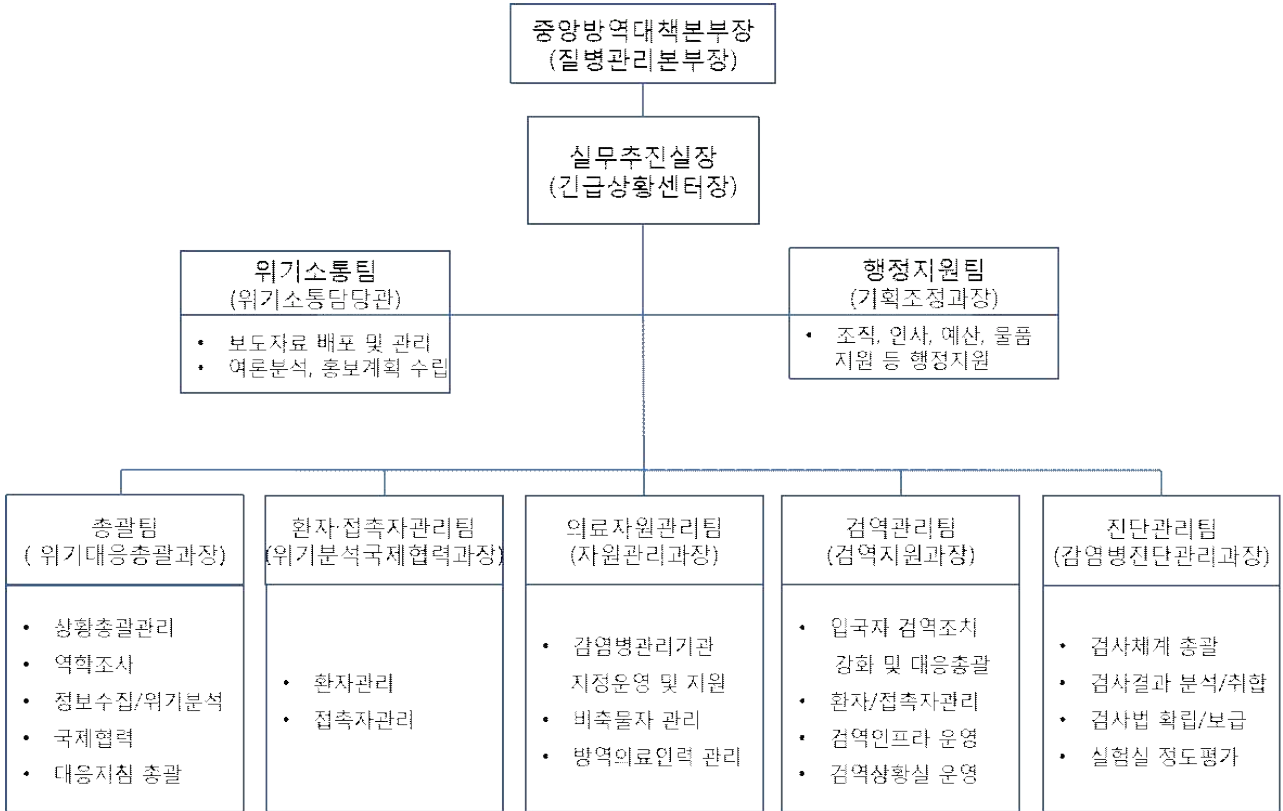 중앙방역대책본부장
(질병관리본부장)
실무추진실장
(긴급상황센터장)
위기소통팀
(위기소통담당관)
• 보도자료 배포 및 관리
• 여론분석, 홍보계획 수립
행정지원팀
(기획조정과장)
• 조직, 인사, 예산, 물품
지원 등 행정지원
총괄팀
( 위기대응총괄과장)
• 상황총괄관리
• 역학조사
• 정보수집/위기분석
• 국제협력
• 대응지침 총괄
환자·접촉자관리팀
(위기분석국제협력과장)
• 환자관리
• 접촉자관리
의료자원관리팀
(자원관리과장)
• 감염병관리기관
지정운영 및 지원
• 비축물자 관리
• 방역의료인력 관리
검역관리팀
(검역지원과장)
• 입국자 검역조치
강화 및 대응총괄
• 환자/접촉자관리
• 검역인프라 운영
• 검역상황실 운영
진단관리팀
(감염병진단관리과장)
• 검사체계 총괄
• 검사결과 분석/취합
• 검사법 확립/보급
• 실험실 정도평가